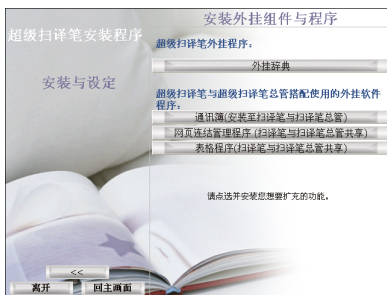 安装外挂组件与程序
超级扫译笔安装程序
安装与设定
超级扫译笔外挂程序：
外挂辞典
超级扫译笔与超级扫译笔总管搭配使用的外挂软件
程序：
通讯簿(安装至扫译笔与扫译笔总管)
网页连结管理程序 (扫译笔与扫译笔总管共享)
表格程序(扫译笔与扫译笔总管共享)
请点选并安装您想要扩充的功能。
<<
离开
回主画面